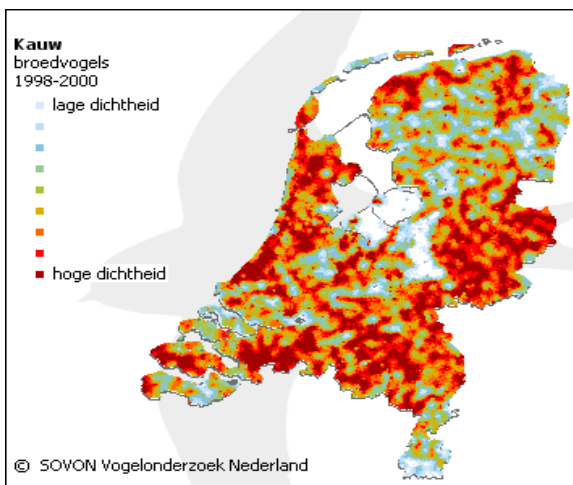 Kauw
broedvogels
1998-2000
lage dichtheid
hoge dichtheid
© SOVON Vogelonderzoek Nederland